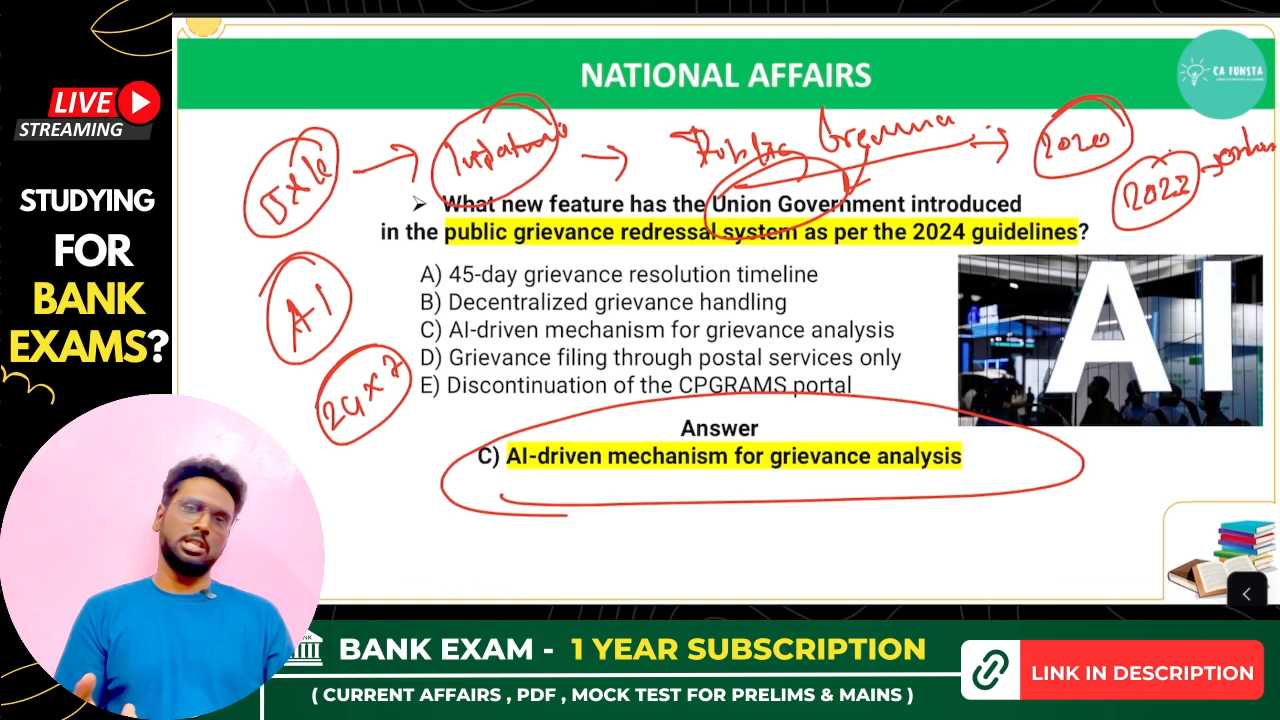 LIVE
STREAMING
STUDYING
FOR
BANK
EXAMS?
NATIONAL AFFAIRS
CA FUNSTA
Public
2020
2022
➢ What new feature has the Union Government introduced
in the public grievance redressal system as per the 2024 guidelines?
A) 45-day grievance resolution timeline
B) Decentralized grievance handling
C) AI-driven mechanism for grievance analysis
D) Grievance filing through postal services only
E) Discontinuation of the CPGRAMS portal
AI
24x7
AI
Answer
C) AI-driven mechanism for grievance analysis
BANK EXAM - 1 YEAR SUBSCRIPTION
( CURRENT AFFAIRS , PDF , MOCK TEST FOR PRELIMS & MAINS )
LINK IN DESCRIPTION